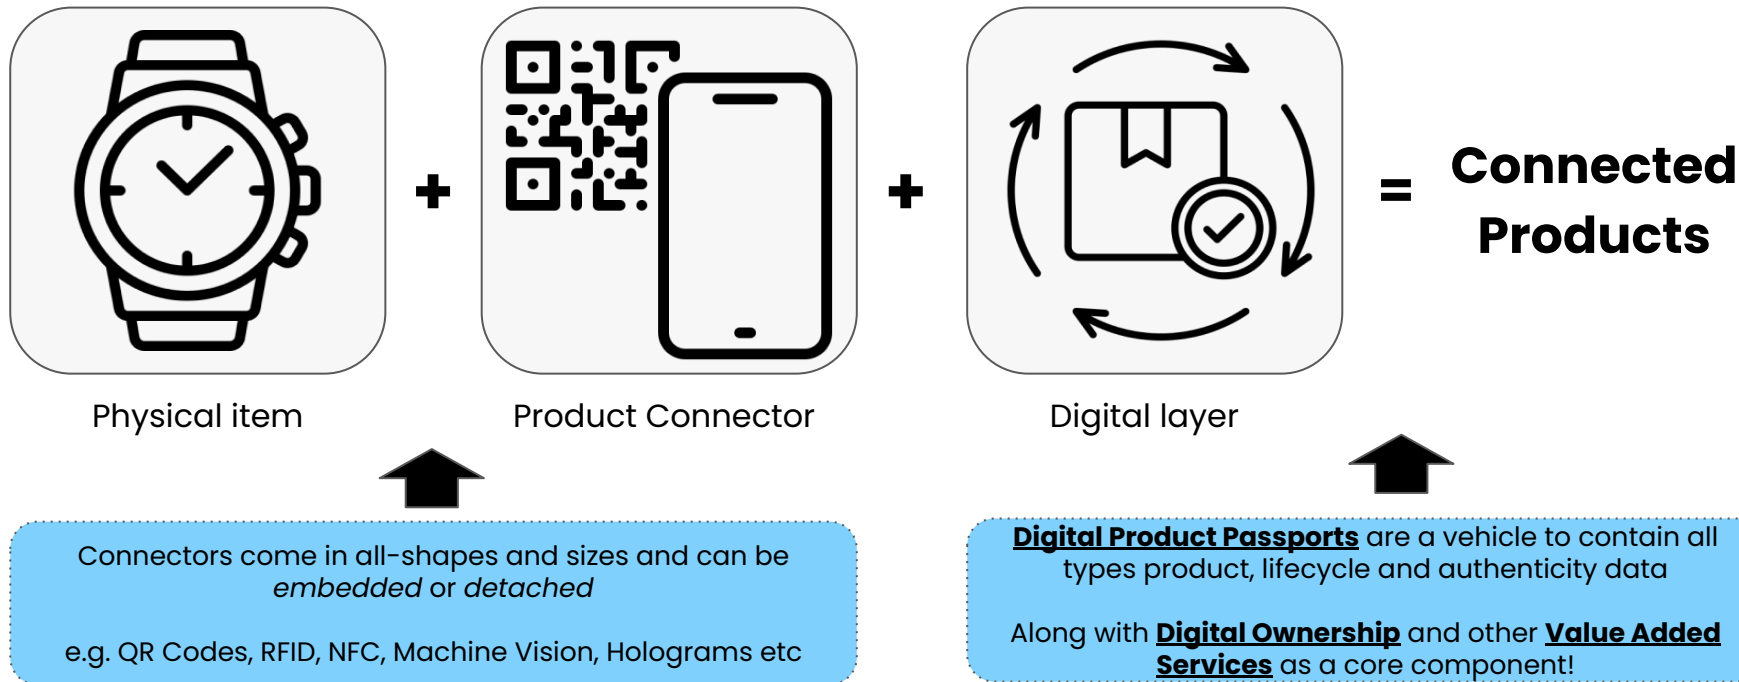 +
+
=
Connected
Products
Physical item
Product Connector
Digital layer
Connectors come in all-shapes and sizes and can be
embedded or detached
e.g. QR Codes, RFID, NFC, Machine Vision, Holograms etc
Digital Product Passports are a vehicle to contain all
types product, lifecycle and authenticity data
Along with Digital Ownership and other Value Added
Services as a core component!